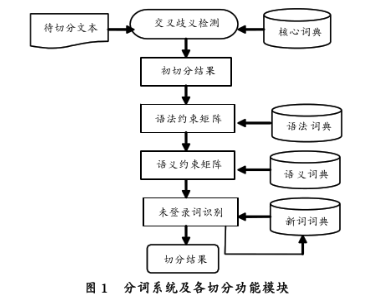 待切分文本
交叉歧义检测
核心词典
初切分结果
语法约束矩阵
语法词典
语义约束矩阵
语义词典
未登录词识别
新词词典
切分结果
图 1 分词系统及各切分功能模块